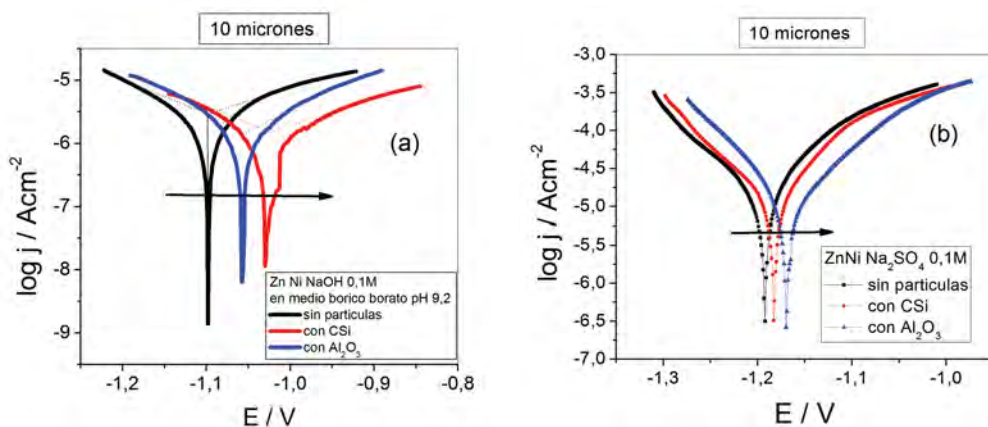 10 micrones
-5
-6
-7
-8
-9
log j / Acm-2
(a)
Zn Ni NaOH 0,1M
en medio borico borato pH 9,2
sin particulas
con CSi
con Al2O3
-1,2 -1,1 -1,0 -0,9 -0,8
E / V
10 micrones
-3,0
-3,5
-4,0
-4,5
-5,0
-5,5
-6,0
-6,5
-7,0
log j / Acm-2
(b)
ZnNi Na2SO4 0,1M
sin particulas
con CSi
con Al2O3
-1,3 -1,2 -1,1 -1,0
E / V